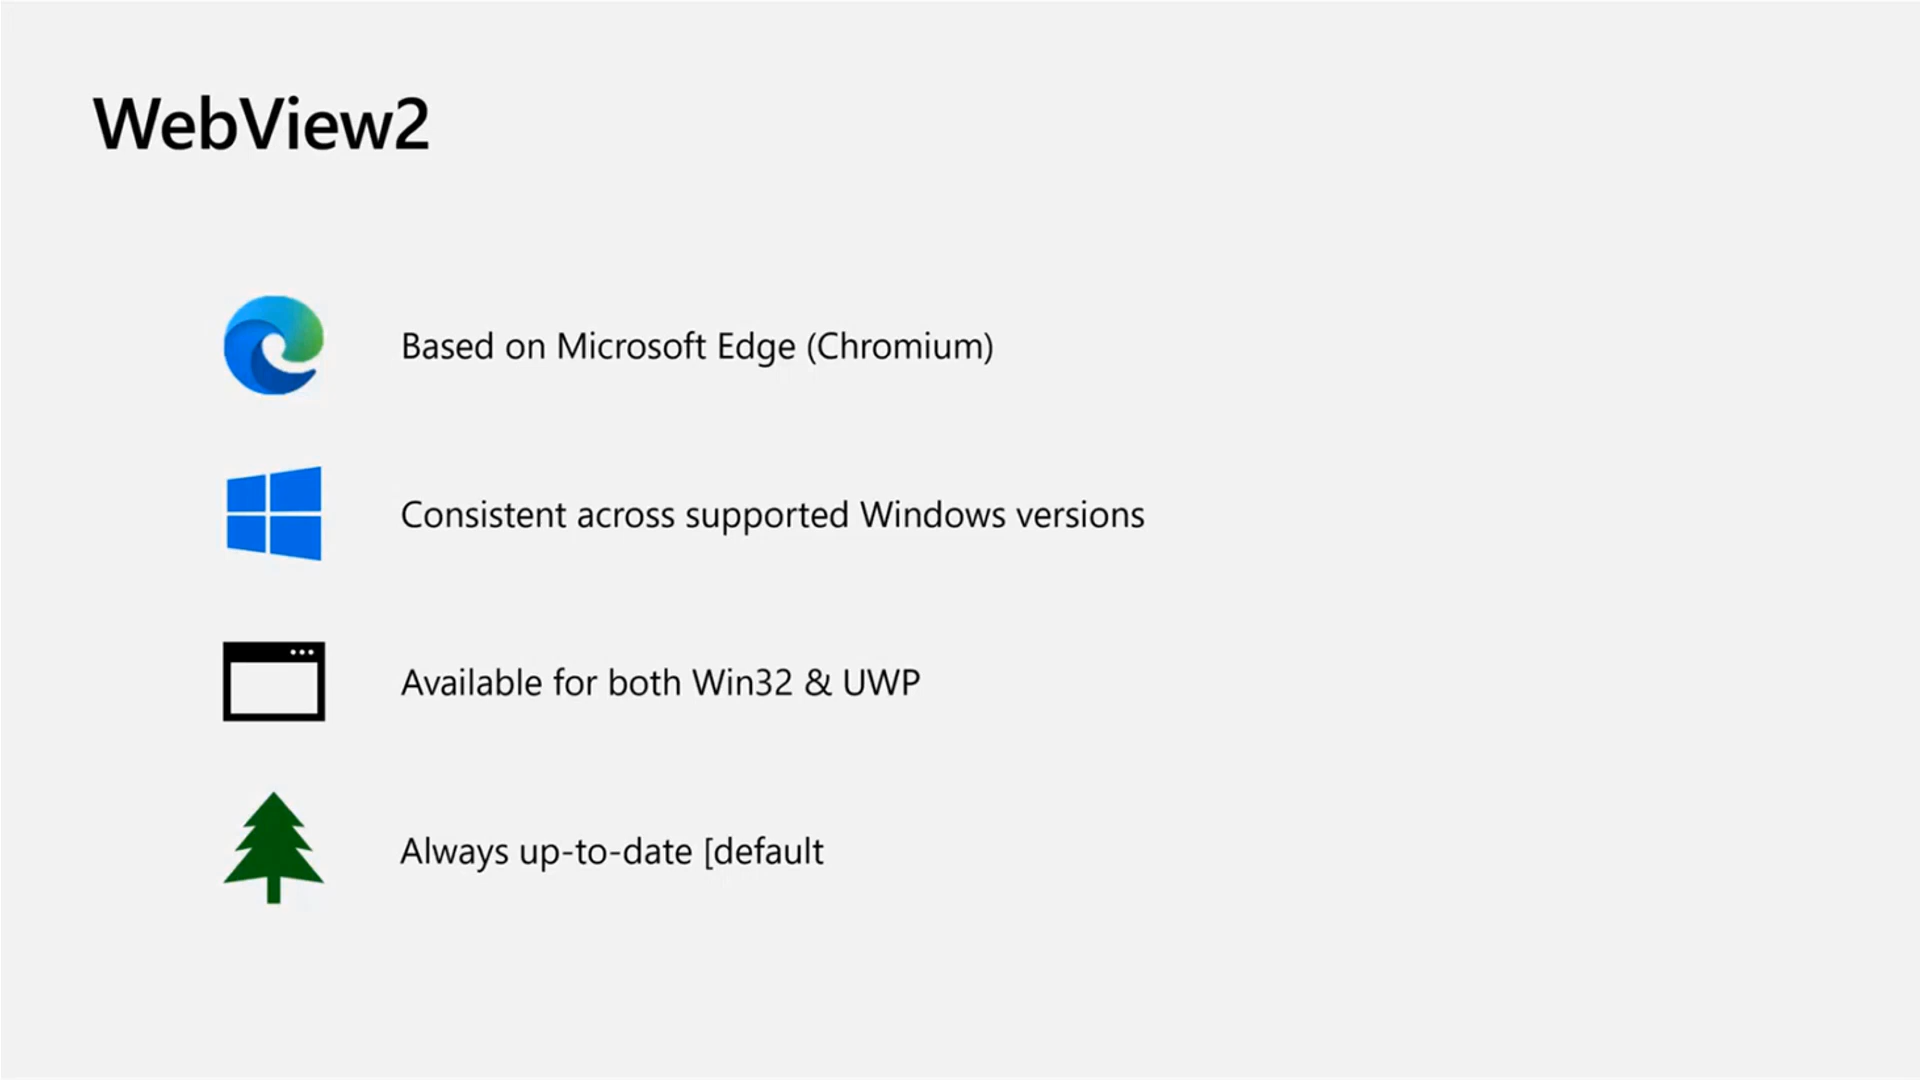 WebView2
Based on Microsoft Edge (Chromium)
Consistent across supported Windows versions
Available for both Win32 & UWP
Always up-to-date [default